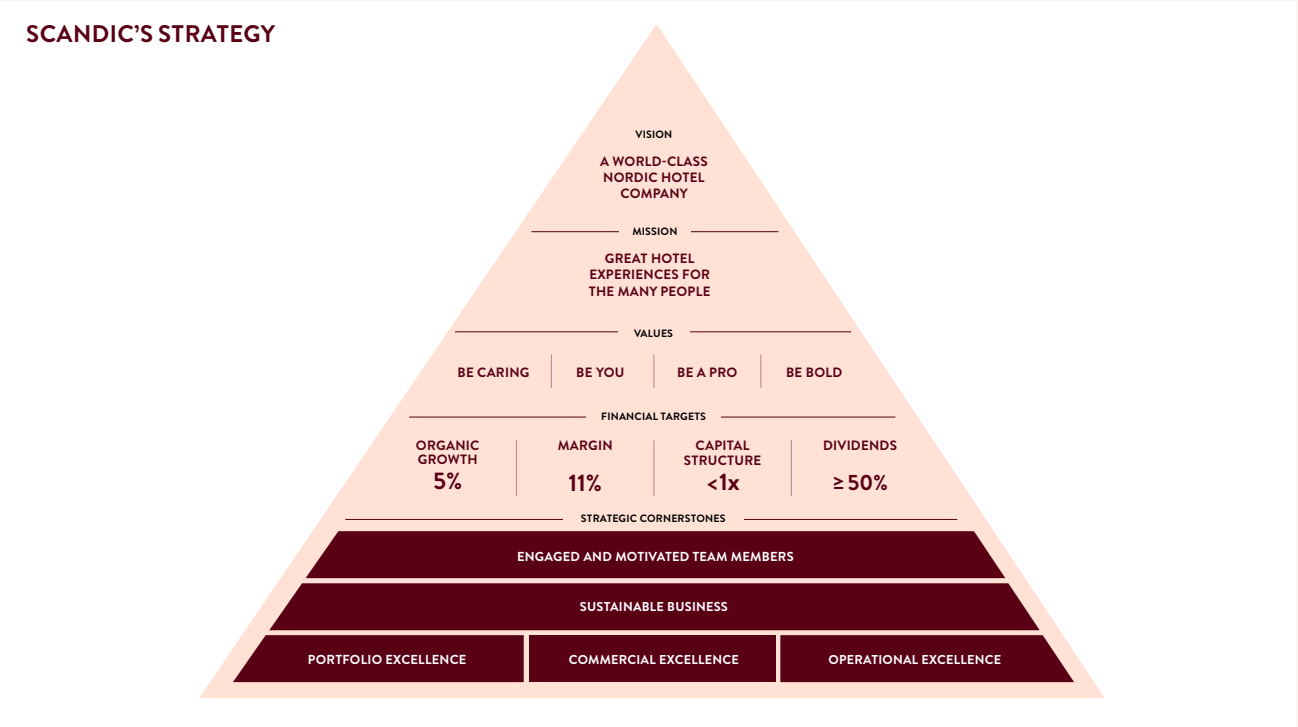 SCANDIC'S STRATEGY
VISION
A WORLD-CLASS
NORDIC HOTEL
COMPANY
MISSION
GREAT HOTEL
EXPERIENCES FOR
THE MANY PEOPLE
VALUES
BE CARING
BE YOU
BE A PRO
BE BOLD
FINANCIAL TARGETS
ORGANIC
GROWTH
5%
MARGIN
11%
CAPITAL
STRUCTURE
<1x
DIVIDENDS
≥ 50%
STRATEGIC CORNERSTONES
ENGAGED AND MOTIVATED TEAM MEMBERS
SUSTAINABLE BUSINESS
PORTFOLIO EXCELLENCE
COMMERCIAL EXCELLENCE
OPERATIONAL EXCELLENCE